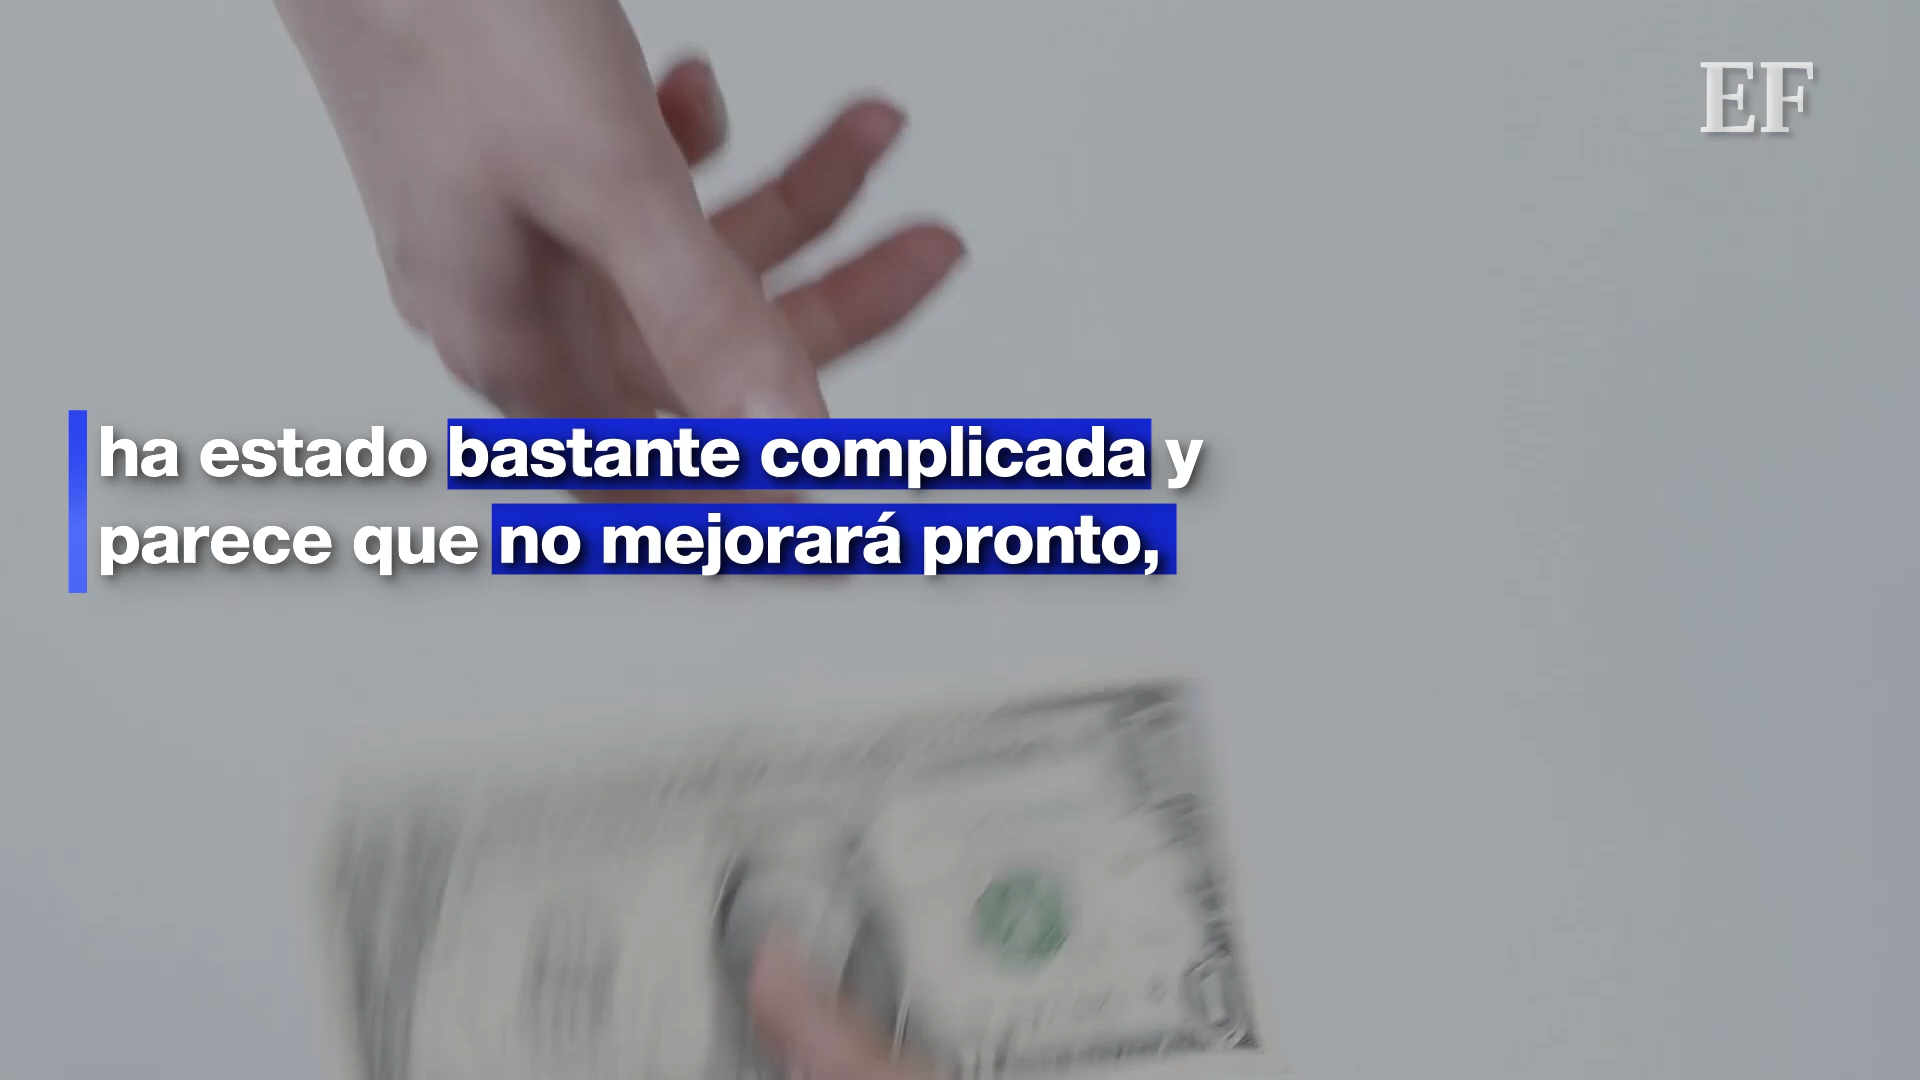 EF
ha estado bastante complicada y
parece que no mejorará pronto,